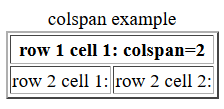 colspan example
row 1 cell 1: colspan=2
row 2 cell 1: row 2 cell 2: